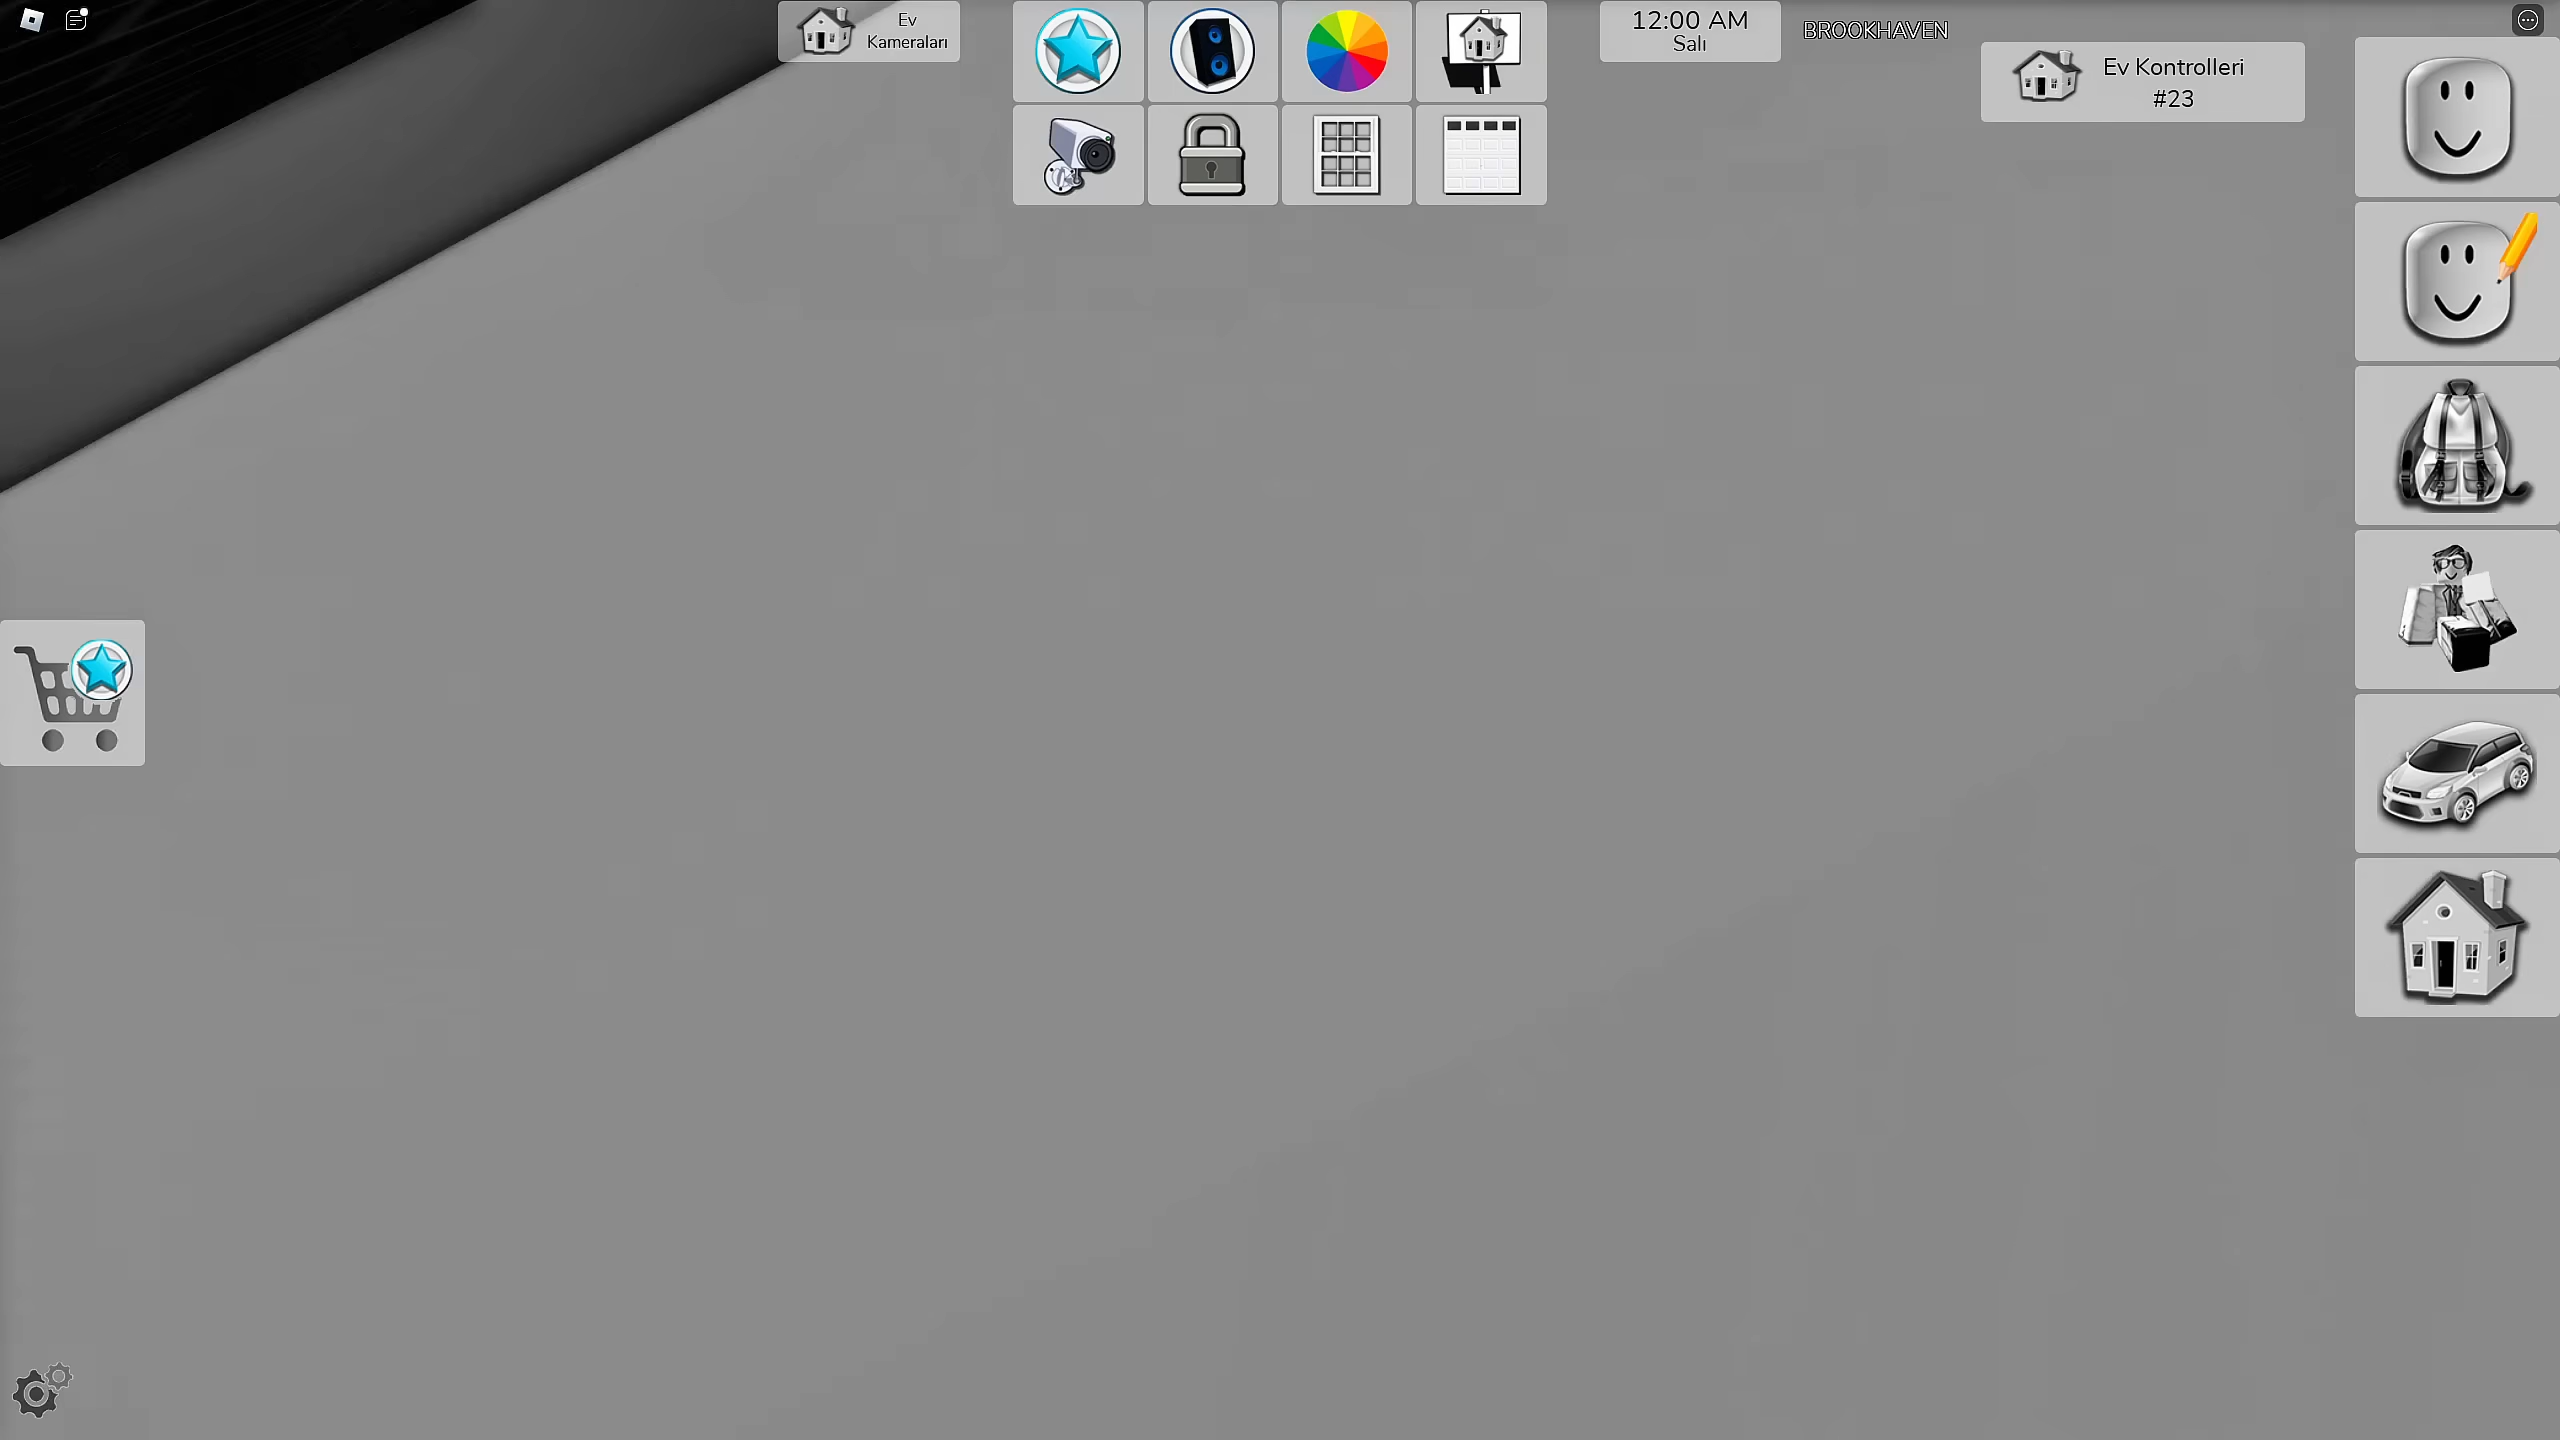 Ev
Kameraları
12:00 AM
Salı
BROOKHAVEN
Ev Kontrolleri
#23